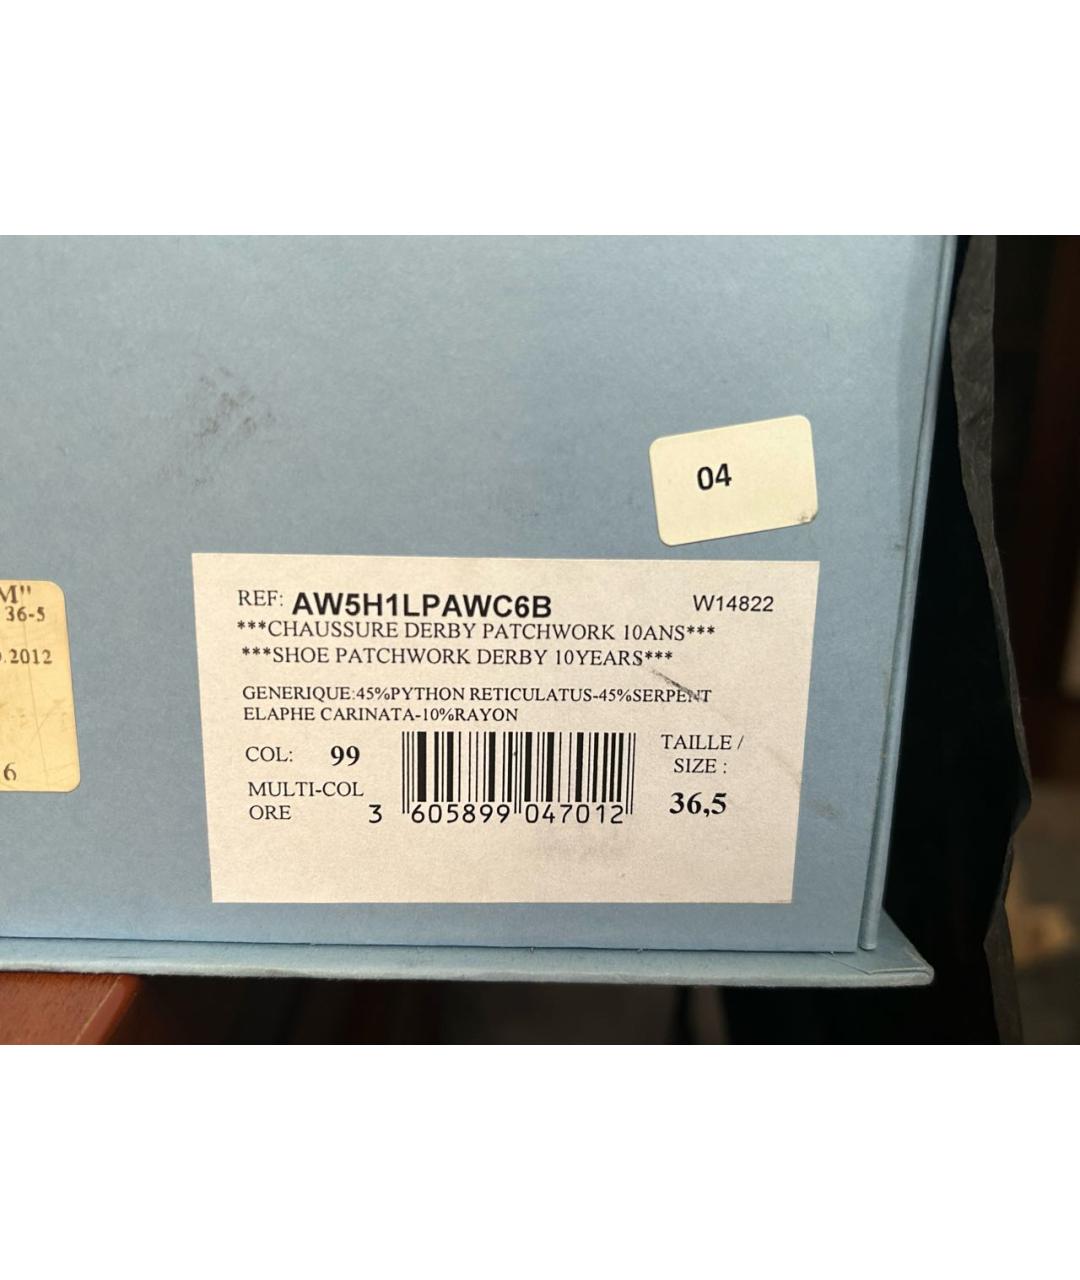 04
M"
36-5
.2012
6
REF: AW5H1LPAWC6B W14822
***CHAUSSURE DERBY PATCHWORK 10ANS***
***SHOE PATCHWORK DERBY 10YEARS***
GENERIQUE:45%PYTHON RETICULATUS-45%SERPENT
ELAPHE CARINATA-10%RAYON
COL: 99
MULTI-COL
ORE
3 605899 047012
TAILLE /
SIZE :
36,5